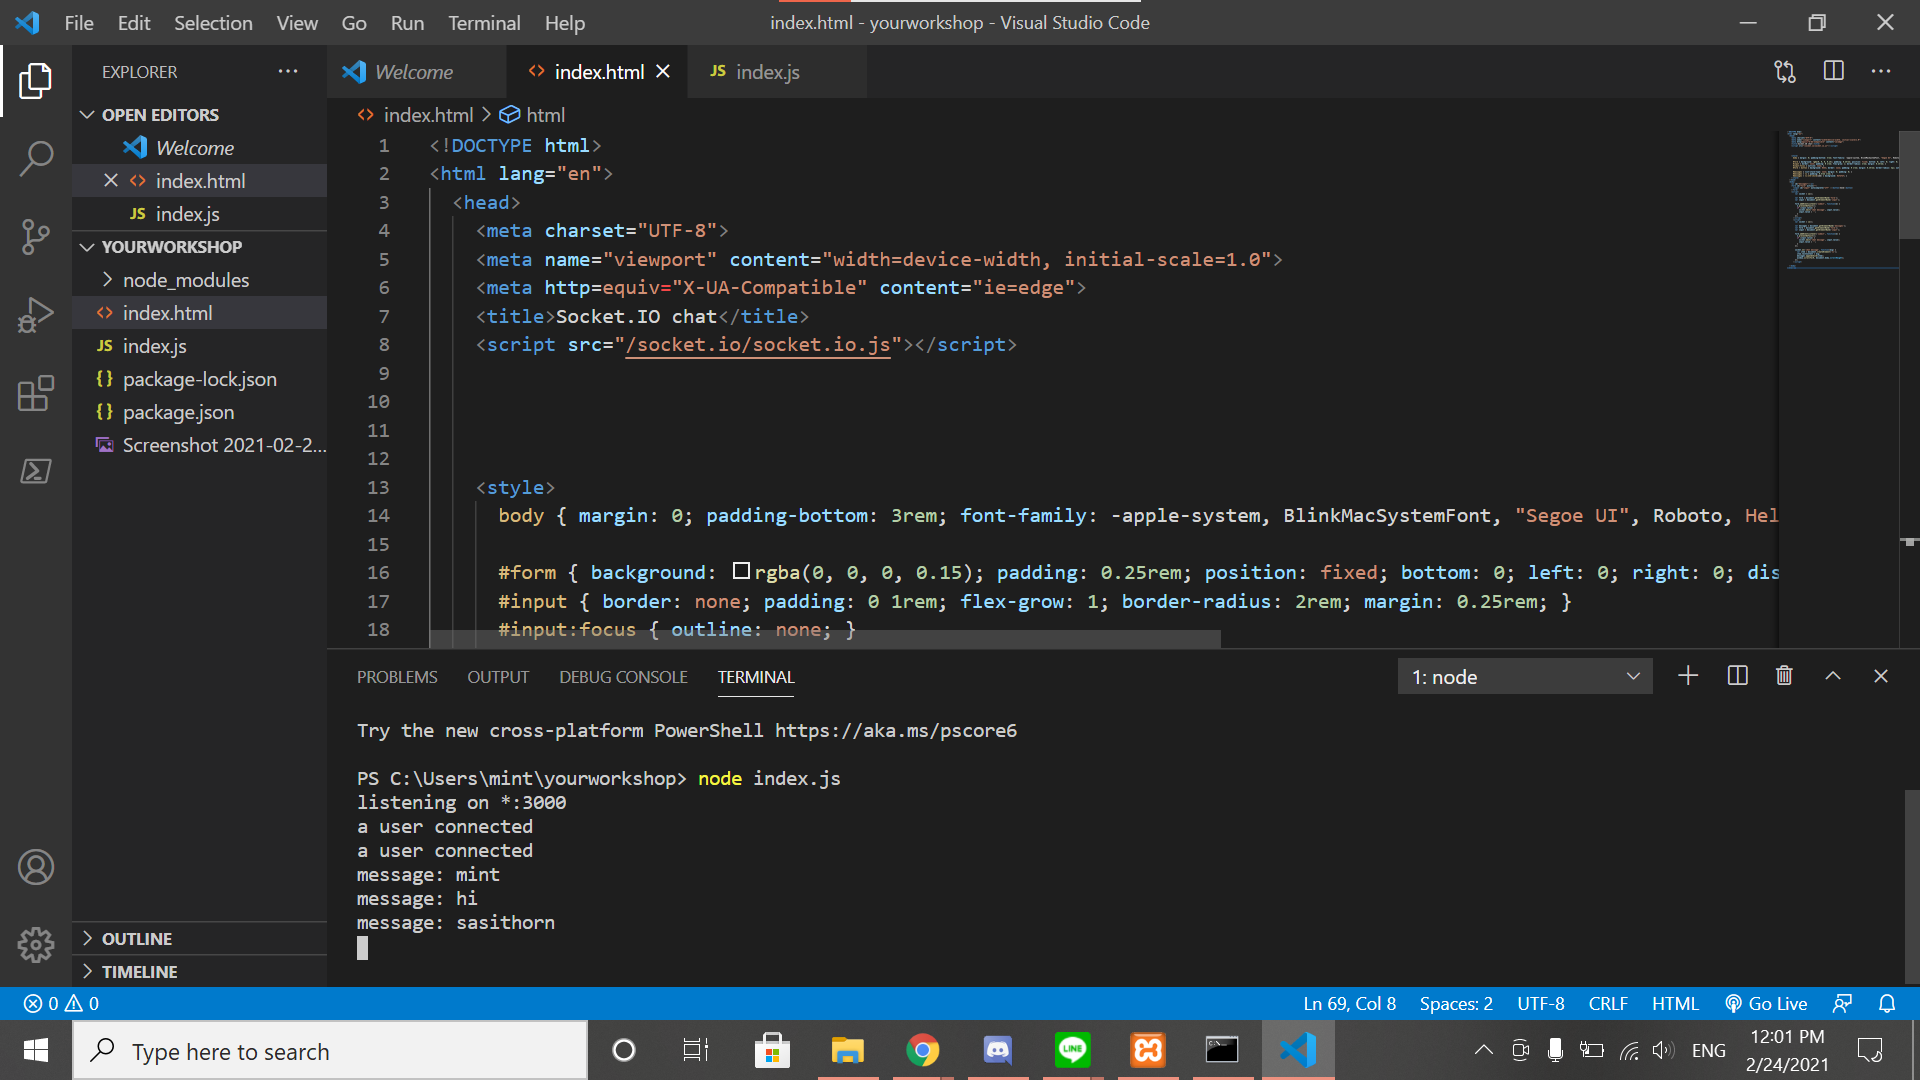 File Edit Selection View Go Run Terminal Help
index.html - yourworkshop - Visual Studio Code
EXPLORER
Welcome
index.html
JS index.js
OPEN EDITORS
Welcome
index.html
JS index.js
YOURWORKSHOP
node_modules
index.html
JS index.js
{} package-lock.json
{} package.json
Screenshot 2021-02-2...
OUTLINE
TIMELINE
index.html > html
1 <!DOCTYPE html>
2 <html lang="en">
3 <head>
4 <meta charset="UTF-8">
5 <meta name="viewport" content="width=device-width, initial-scale=1.0">
6 <meta http=equiv="X-UA-Compatible" content="ie=edge">
7 <title>Socket.IO chat</title>
8 <script src="/socket.io/socket.io.js"></script>
9
10
11
12
13 <style>
14 body { margin: 0; padding-bottom: 3rem; font-family: -apple-system, BlinkMacSystemFont, "Segoe UI", Roboto, Hel
15
16 #form { background: rgba(0, 0, 0, 0.15); padding: 0.25rem; position: fixed; bottom: 0; left: 0; right: 0; dis
17 #input { border: none; padding: 0 1rem; flex-grow: 1; border-radius: 2rem; margin: 0.25rem; }
18 #input:focus { outline: none; }
PROBLEMS OUTPUT DEBUG CONSOLE TERMINAL
1: node
Try the new cross-platform PowerShell https://aka.ms/pscore6
PS C:\Users\mint\yourworkshop> node index.js
listening on *:3000
a user connected
a user connected
message: mint
message: hi
message: sasithorn
0 0
Ln 69, Col 8 Spaces: 2 UTF-8 CRLF HTML Go Live
Type here to search
LINE
ENG
12:01 PM
2/24/2021